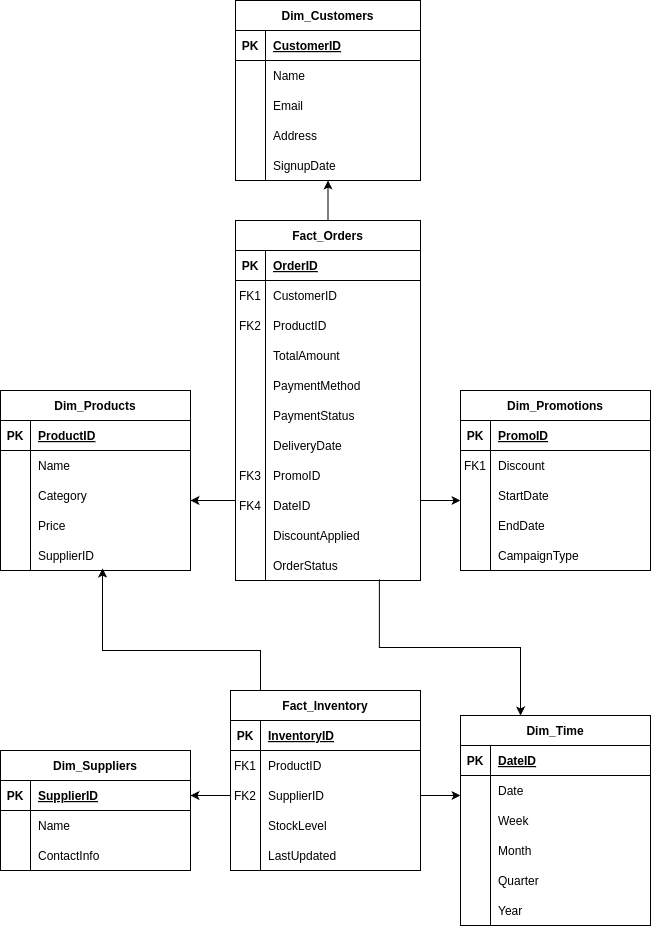 Dim_Customers
PK CustomerID
Name
Email
Address
SignupDate
Fact_Orders
PK OrderID
FK1 CustomerID
FK2 ProductID
TotalAmount
PaymentMethod
PaymentStatus
DeliveryDate
FK3 PromoID
FK4 DateID
DiscountApplied
OrderStatus
Dim_Products
PK ProductID
Name
Category
Price
SupplierID
Dim_Promotions
PK PromoID
FK1 Discount
StartDate
EndDate
CampaignType
Fact_Inventory
PK InventoryID
FK1 ProductID
FK2 SupplierID
StockLevel
LastUpdated
Dim_Suppliers
PK SupplierID
Name
ContactInfo
Dim_Time
PK DateID
Date
Week
Month
Quarter
Year